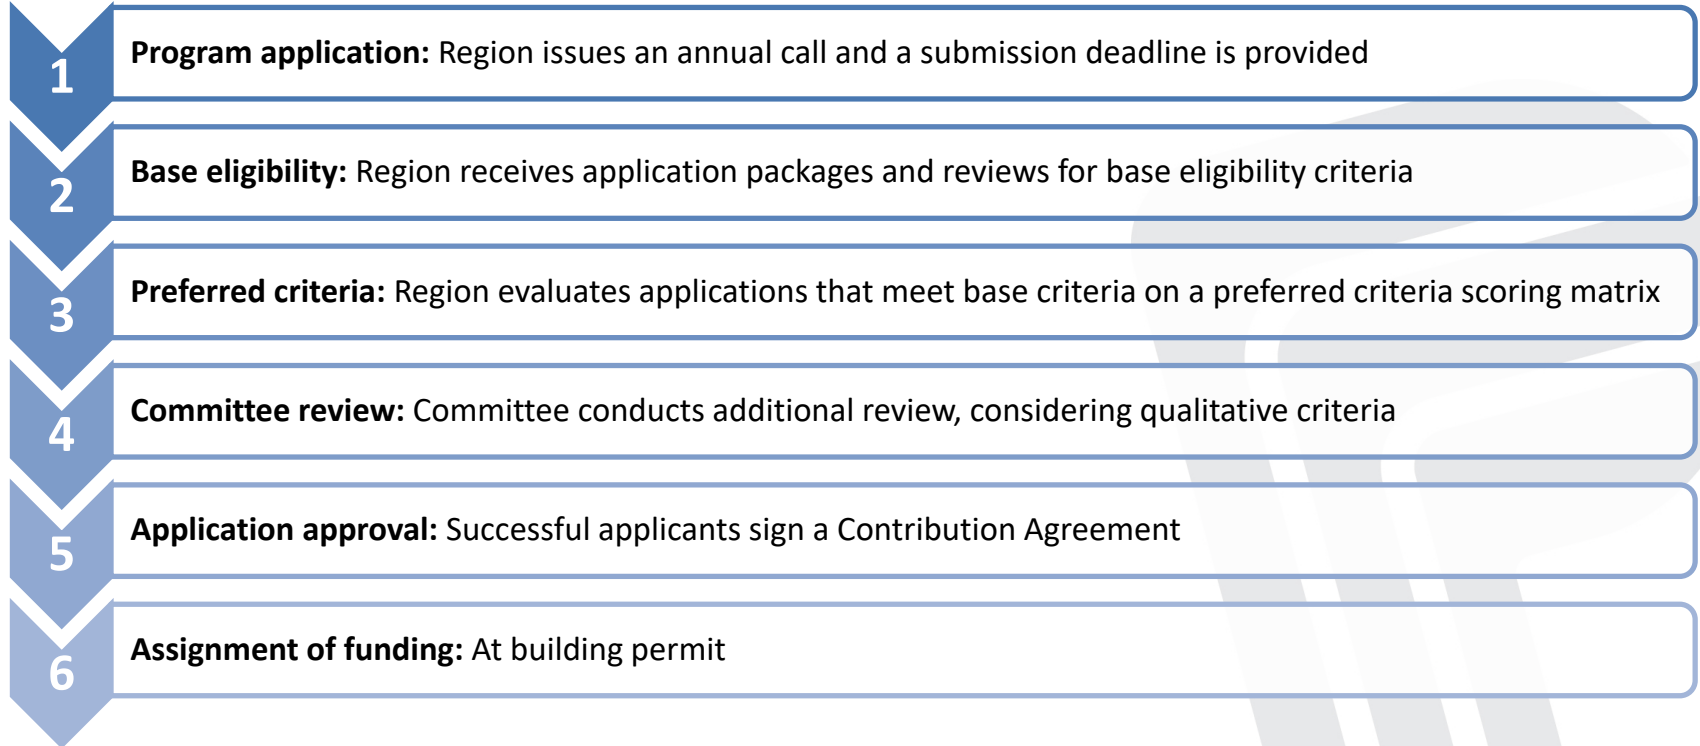 1
Program application: Region issues an annual call and a submission deadline is provided
2
Base eligibility: Region receives application packages and reviews for base eligibility criteria
3
Preferred criteria: Region evaluates applications that meet base criteria on a preferred criteria scoring matrix
4
Committee review: Committee conducts additional review, considering qualitative criteria
5
Application approval: Successful applicants sign a Contribution Agreement
6
Assignment of funding: At building permit